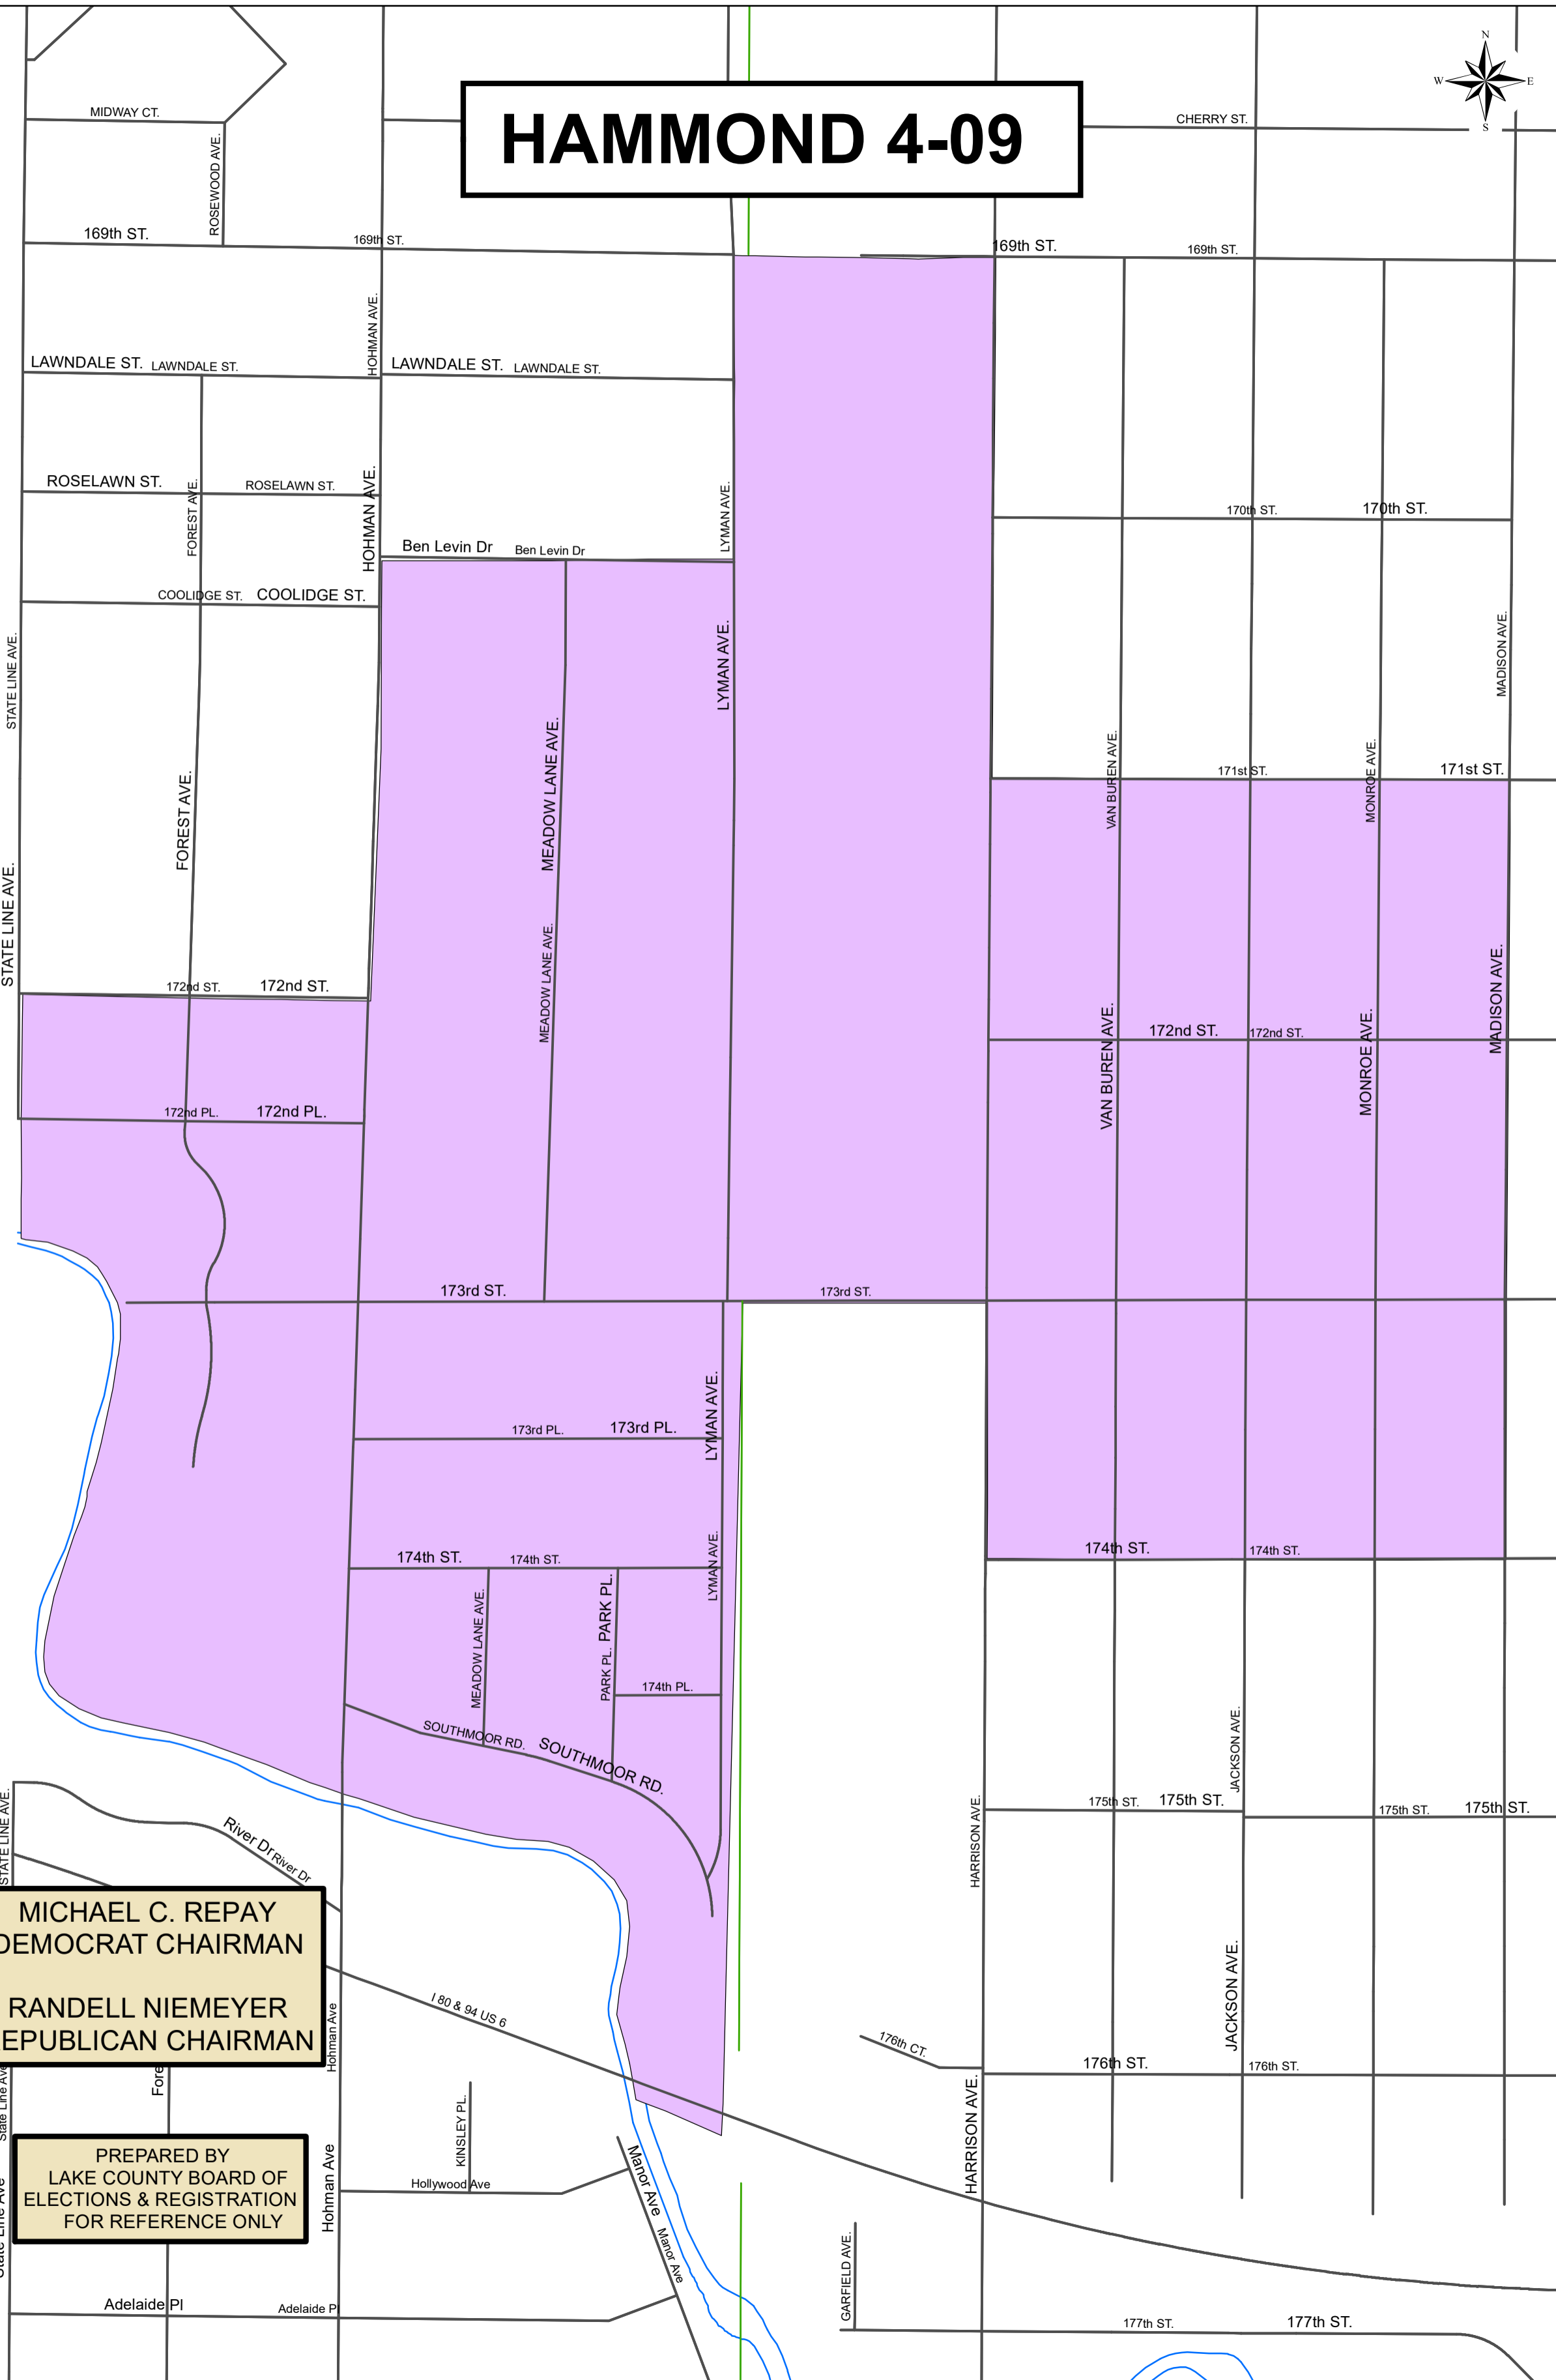 N
W
E
S
MIDWAY CT.
HAMMOND 4-09
CHERRY ST.
ROSEWOOD AVE.
169th ST.
169th ST.
169th ST.
169th ST.
HOHMAN AVE.
LAWNDALE ST.
LAWNDALE ST.
LAWNDALE ST.
LAWNDALE ST.
ROSELAWN ST.
ROSELAWN ST.
FOREST AVE.
HOHMAN AVE.
LYMAN AVE.
170th ST.
170th ST.
Ben Levin Dr
Ben Levin Dr
COOLIDGE ST.
COOLIDGE ST.
STATE LINE AVE.
LYMAN AVE.
MADISON AVE.
FOREST AVE.
MEADOW LANE AVE.
VAN BUREN AVE.
171st ST.
MONROE AVE.
171st ST.
STATE LINE AVE.
MEADOW LANE AVE.
172nd ST.
172nd ST.
VAN BUREN AVE.
172nd ST.
172nd ST.
MONROE AVE.
MADISON AVE.
172nd PL.
172nd PL.
173rd ST.
173rd ST.
173rd PL.
173rd PL.
LYMAN AVE.
174th ST.
174th ST.
LYMAN AVE.
174th ST.
174th ST.
MEADOW LANE AVE.
PARK PL.
PARK PL.
174th PL.
SOUTHMOOR RD.
SOUTHMOOR RD.
JACKSON AVE.
STATE LINE AVE.
River Dr
River Dr
HARRISON AVE.
175th ST.
175th ST.
175th ST.
175th ST.
MICHAEL C. REPAY
DEMOCRAT CHAIRMAN
RANDELL NIEMEYER
EPUBLICAN CHAIRMAN
Hohman Ave
I 80 & 94 US 6
JACKSON AVE.
176th CT.
176th ST.
176th ST.
State Line Ave
Fore
KINSLEY PL.
HARRISON AVE.
PREPARED BY
LAKE COUNTY BOARD OF
ELECTIONS & REGISTRATION
FOR REFERENCE ONLY
Hohman Ave
Hollywood Ave
Manor Ave
Manor Ave
State Line Ave
GARFIELD AVE.
Adelaide Pl
Adelaide Pl
177th ST.
177th ST.